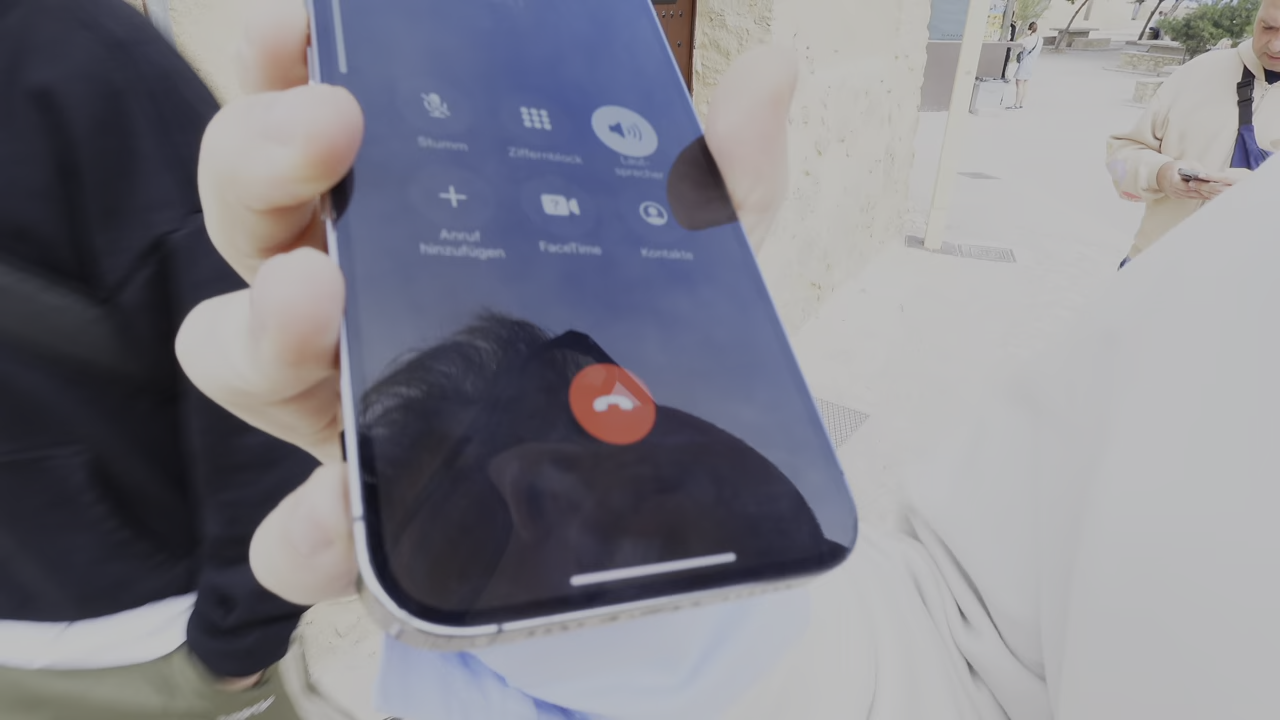 Stumm
Ziffernblock
Laut-
sprecher
Anruf
hinzufügen
?
FaceTime
Kontakte